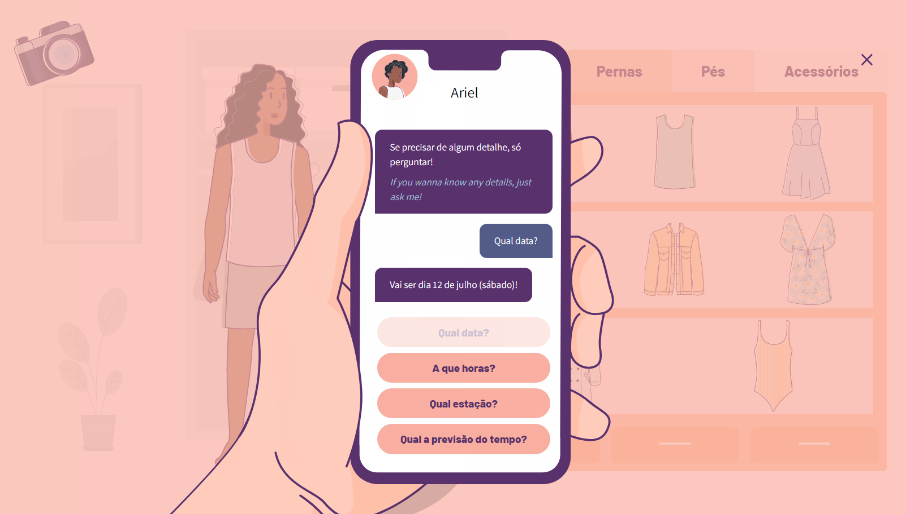 Pernas
Pés
Acessórios
Ariel
Se precisar de algum detalhe, só
perguntar!
If you wanna know any details, just
ask me!
Qual data?
Vai ser dia 12 de julho (sábado)!
Qual data?
A que horas?
Qual estação?
Qual a previsão do tempo?